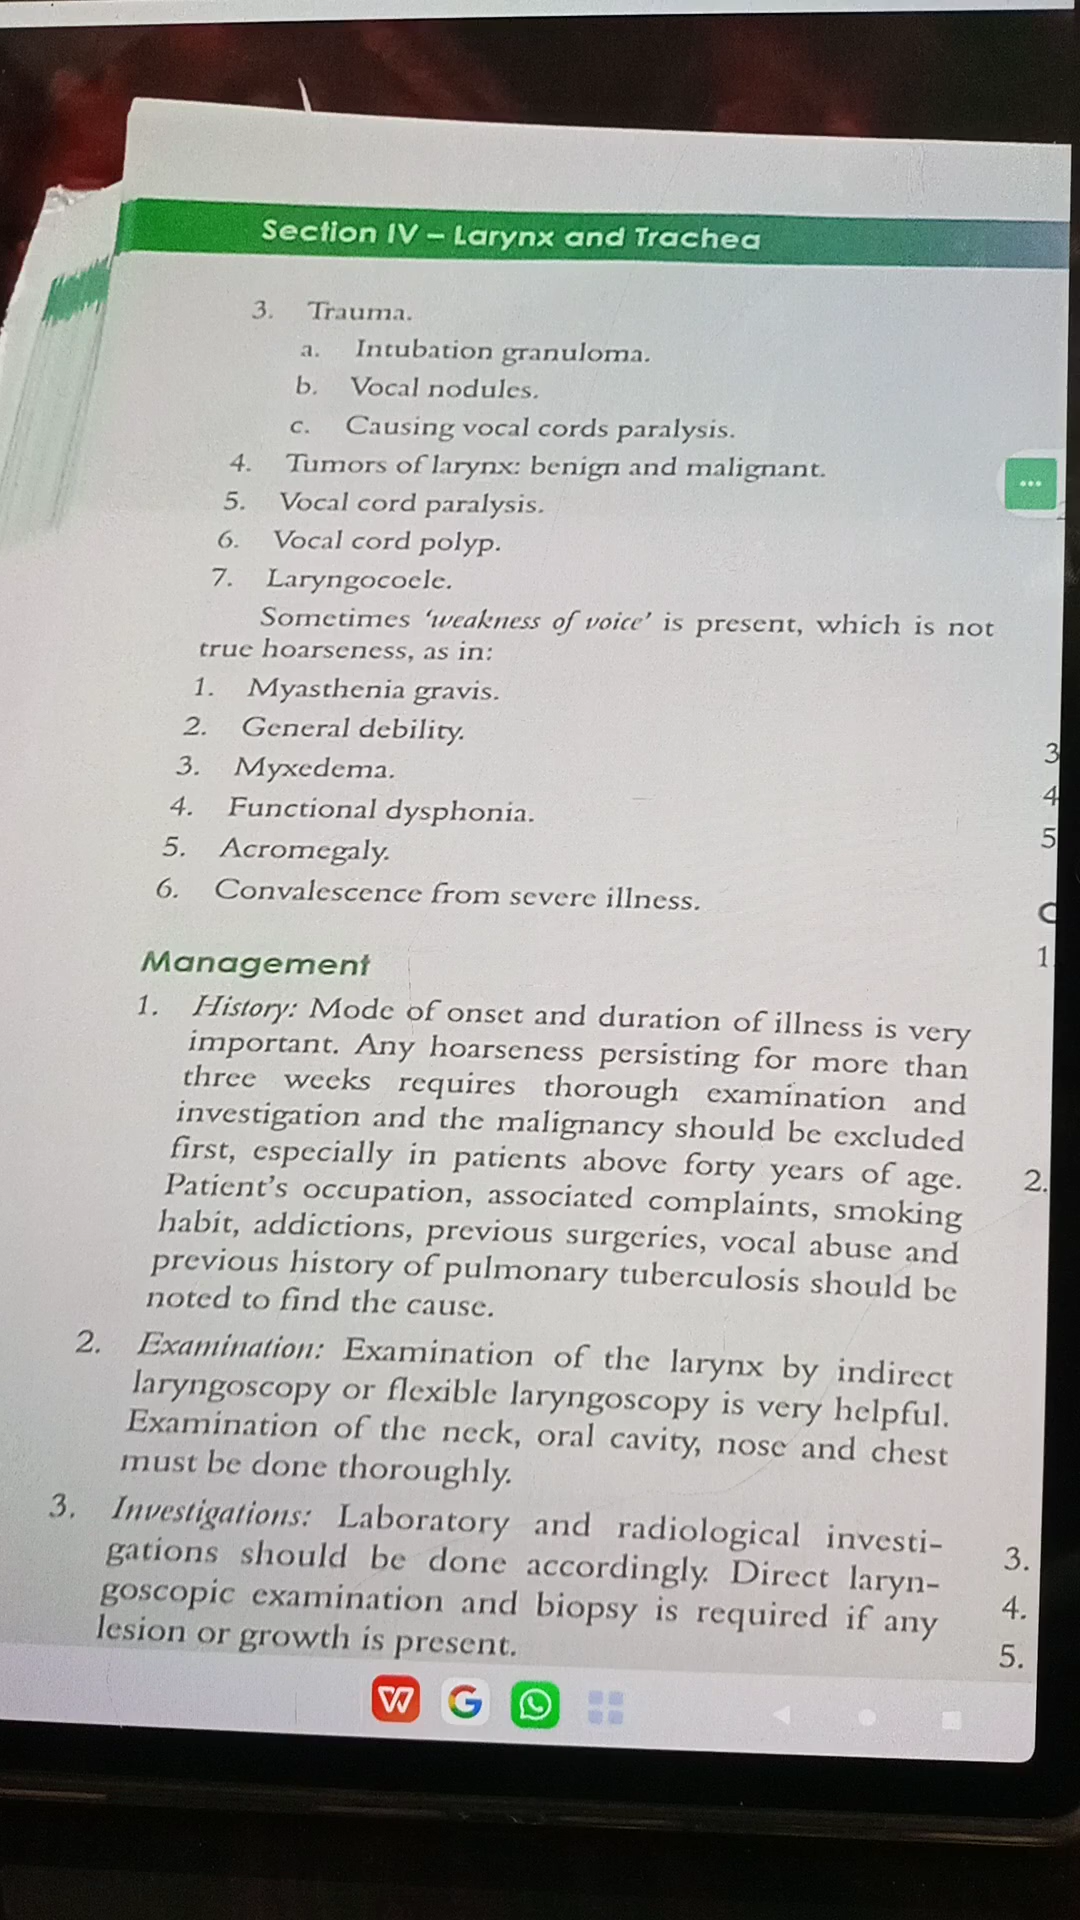 Section IV – Larynx and Trachea
3. Trauma.
a. Intubation granuloma.
b. Vocal nodules.
c. Causing vocal cords paralysis.
4. Tumors of larynx: benign and malignant.
5. Vocal cord paralysis.
6. Vocal cord polyp.
7. Laryngocoele.
Sometimes ‘weakness of voice’ is present, which is not
true hoarseness, as in:
1. Myasthenia gravis.
2. General debility.
3. Myxedema.
4. Functional dysphonia.
5. Acromegaly.
6. Convalescence from severe illness.
Management
1. History: Mode of onset and duration of illness is very
important. Any hoarseness persisting for more than
three weeks requires thorough examination and
investigation and the malignancy should be excluded
first, especially in patients above forty years of age.
Patient’s occupation, associated complaints, smoking
habit, addictions, previous surgeries, vocal abuse and
previous history of pulmonary tuberculosis should be
noted to find the cause.
2. Examination: Examination of the larynx by indirect
laryngoscopy or flexible laryngoscopy is very helpful.
Examination of the neck, oral cavity, nose and chest
must be done thoroughly.
3. Investigations: Laboratory and radiological investi-
gations should be done accordingly. Direct laryn-
goscopic examination and biopsy is required if any
lesion or growth is present.
3
4
5
1
2.
3.
4.
5.